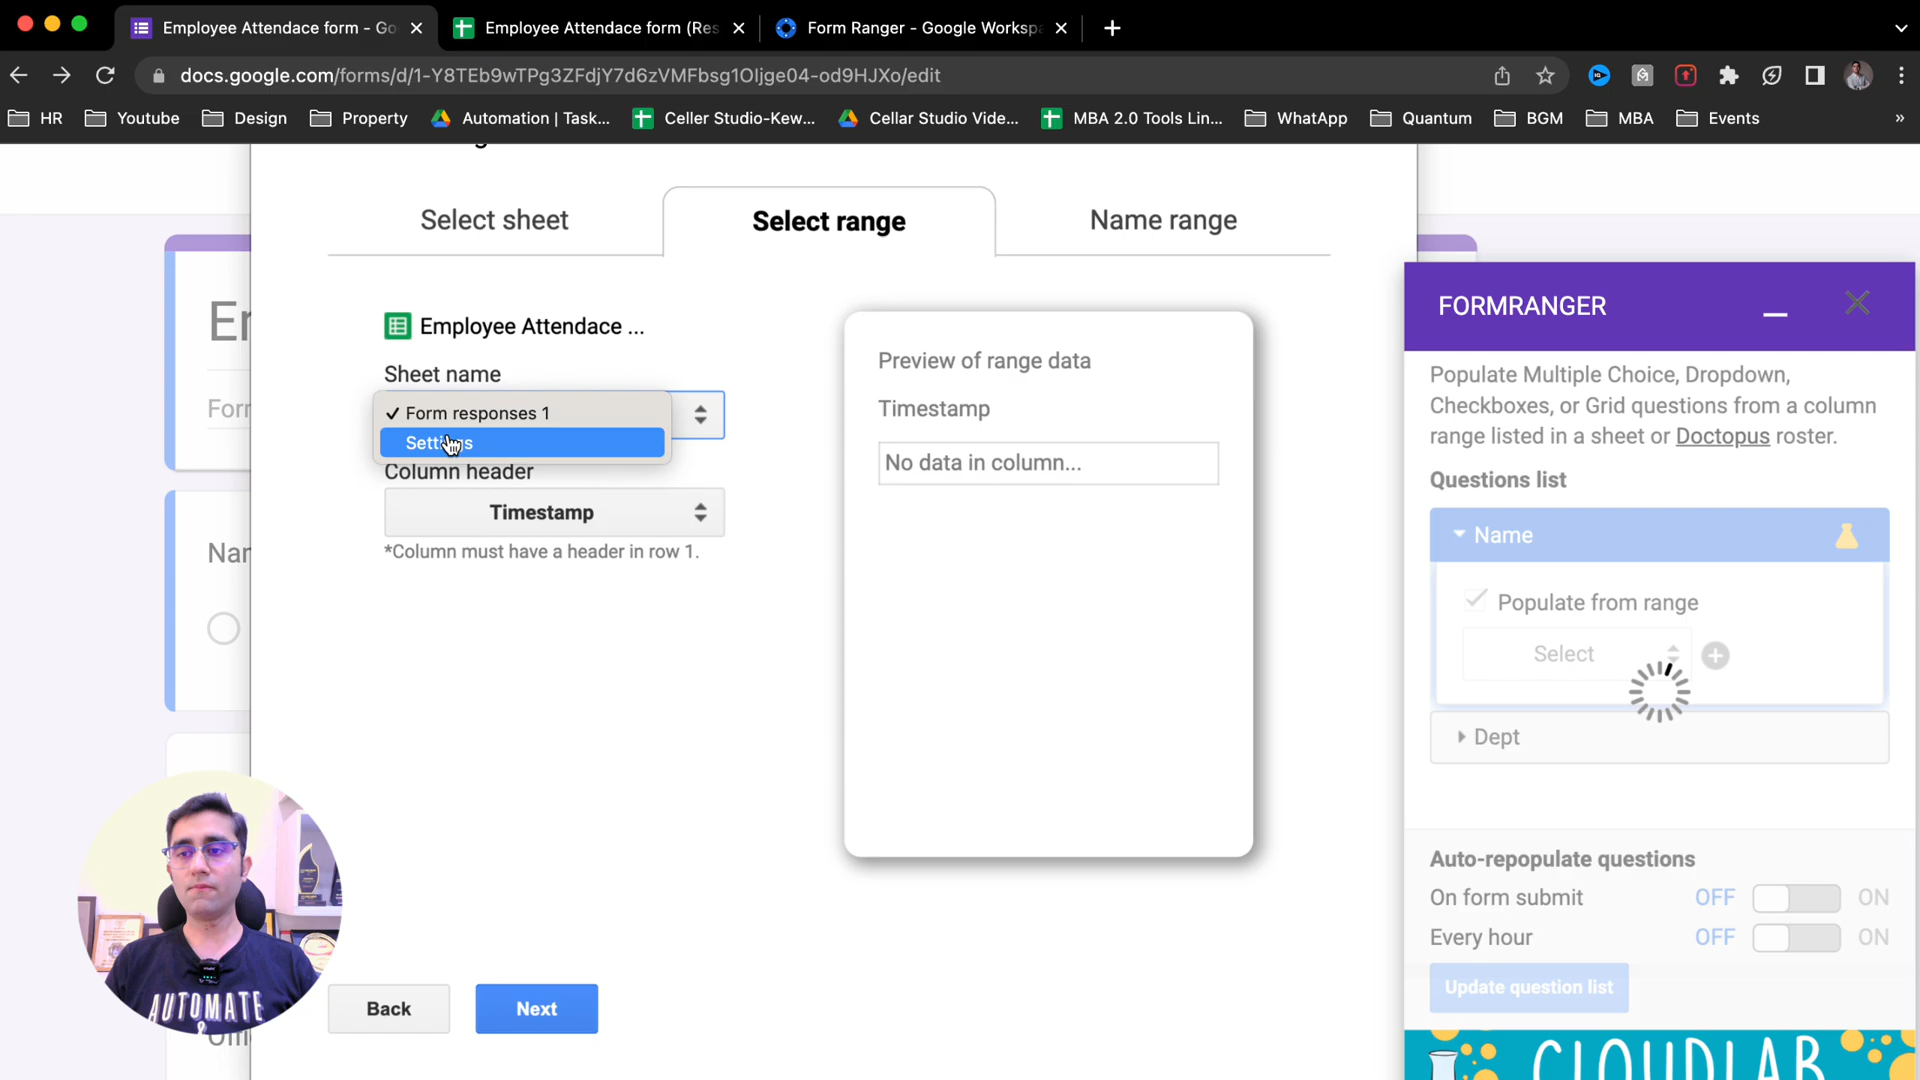 Employee Attendace form - Go
Employee Attendace form (Res
Form Ranger - Google Workspa
docs.google.com/forms/d/1-Y8TEb9wTPg3ZFdjY7d6zVMFbsg1OIjge04-od9HJXo/edit
HR
Youtube
Design
Property
Automation | Task...
Celler Studio-Kew...
Cellar Studio Vide...
MBA 2.0 Tools Lin...
WhatApp
Quantum
BGM
MBA
Events
»
Select sheet
Select range
Name range
Employee Attendace ...
Sheet name
✓ Form responses 1
Settings
Column header
Timestamp
*Column must have a header in row 1.
Preview of range data
Timestamp
No data in column...
Back
Next
FORMRANGER
Populate Multiple Choice, Dropdown,
Checkboxes, or Grid questions from a column
range listed in a sheet or Doctopus roster.
Questions list
Name
Populate from range
Select
Dept
Auto-repopulate questions
On form submit OFF ON
Every hour OFF ON
Update question list
CLOUDLAB
AUTOMATE
&